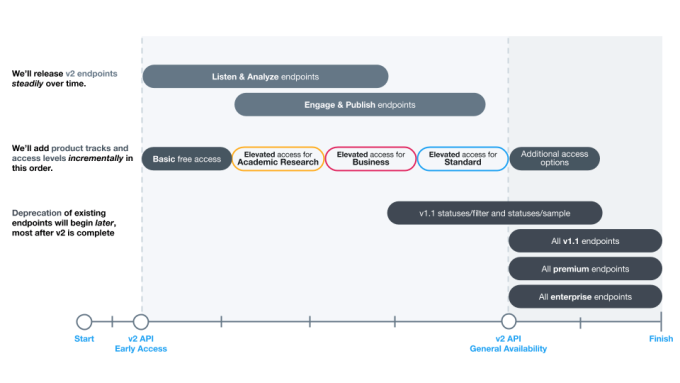 We'll release v2 endpoints
steadily over time.
Listen & Analyze endpoints
Engage & Publish endpoints
We'll add product tracks and
access levels incrementally in
this order.
Basic free access
Elevated access for
Academic Research
Elevated access for
Business
Elevated access for
Standard
Additional access
options
Deprecation of existing
endpoints will begin later,
most after v2 is complete
v1.1 statuses/filter and statuses/sample
All v1.1 endpoints
All premium endpoints
All enterprise endpoints
Start
v2 API
Early Access
v2 API
General Availability
Finish